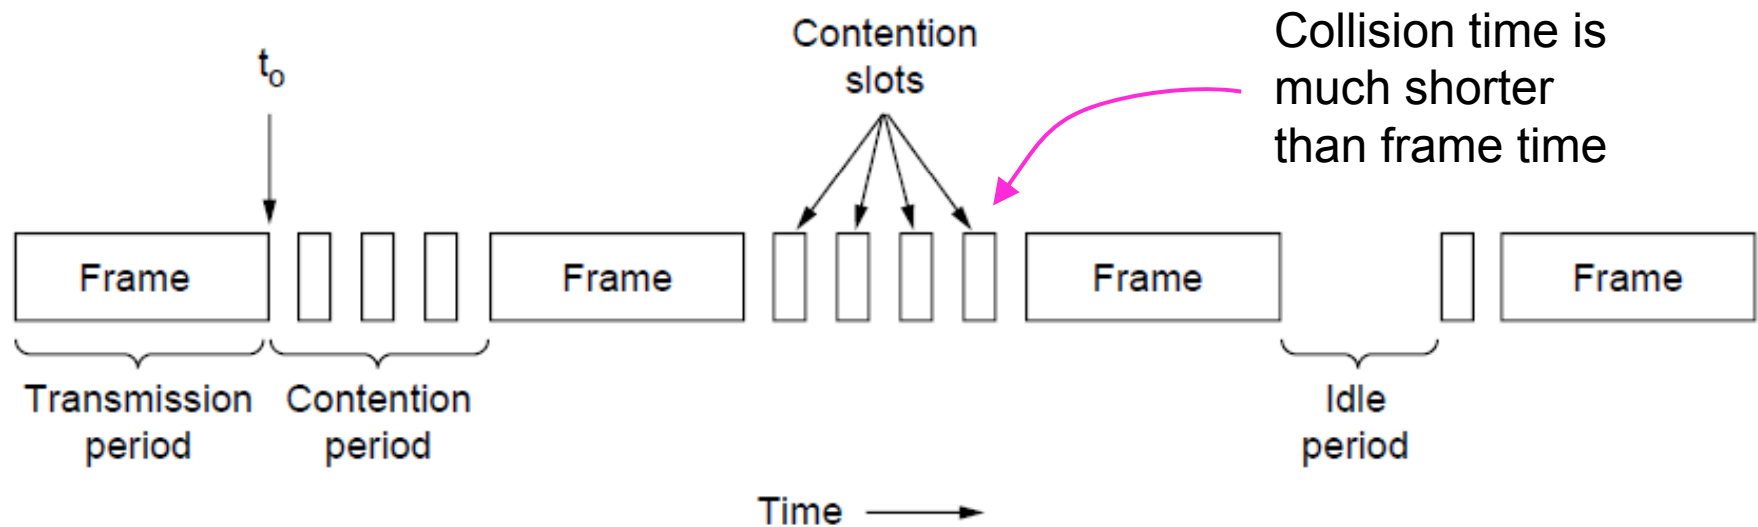 t₀
Contention
slots
Collision time is
much shorter
than frame time
Frame
Frame
Frame
Frame
Transmission
period
Contention
period
Idle
period
Time